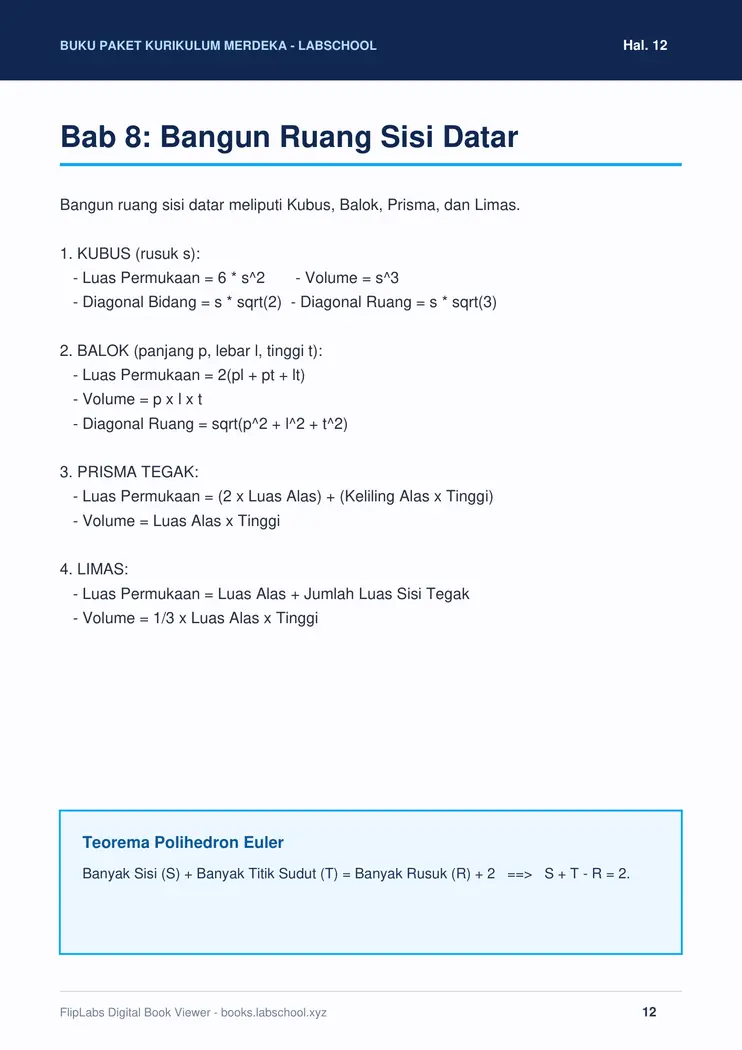 BUKU PAKET KURIKULUM MERDEKA - LABSCHOOL Hal. 12
Bab 8: Bangun Ruang Sisi Datar
Bangun ruang sisi datar meliputi Kubus, Balok, Prisma, dan Limas.
1. KUBUS (rusuk s):
- Luas Permukaan = 6 * s^2 - Volume = s^3
- Diagonal Bidang = s * sqrt(2) - Diagonal Ruang = s * sqrt(3)
2. BALOK (panjang p, lebar l, tinggi t):
- Luas Permukaan = 2(pl + pt + lt)
- Volume = p x l x t
- Diagonal Ruang = sqrt(p^2 + l^2 + t^2)
3. PRISMA TEGAK:
- Luas Permukaan = (2 x Luas Alas) + (Keliling Alas x Tinggi)
- Volume = Luas Alas x Tinggi
4. LIMAS:
- Luas Permukaan = Luas Alas + Jumlah Luas Sisi Tegak
- Volume = 1/3 x Luas Alas x Tinggi
Teorema Polihedron Euler
Banyak Sisi (S) + Banyak Titik Sudut (T) = Banyak Rusuk (R) + 2 ==> S + T - R = 2.
FlipLabs Digital Book Viewer - books.labschool.xyz 12